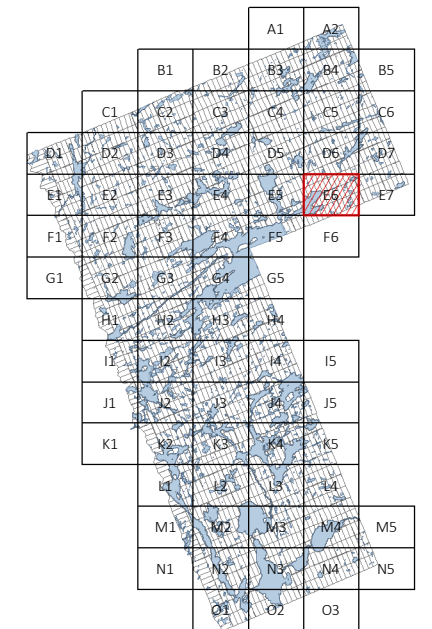 A1 A2
B1 B2 B3 B4 B5
C1 C2 C3 C4 C5 C6
D1 D2 D3 D4 D5 D6 D7
E1 E2 E3 E4 E5 E6 E7
F1 F2 F3 F4 F5 F6
G1 G2 G3 G4 G5
H1 H2 H3 H4
I1 I2 I3 I4 I5
J1 J2 J3 J4 J5
K1 K2 K3 K4 K5
L1 L2 L3 L4
M1 M2 M3 M4 M5
N1 N2 N3 N4 N5
O1 O2 O3